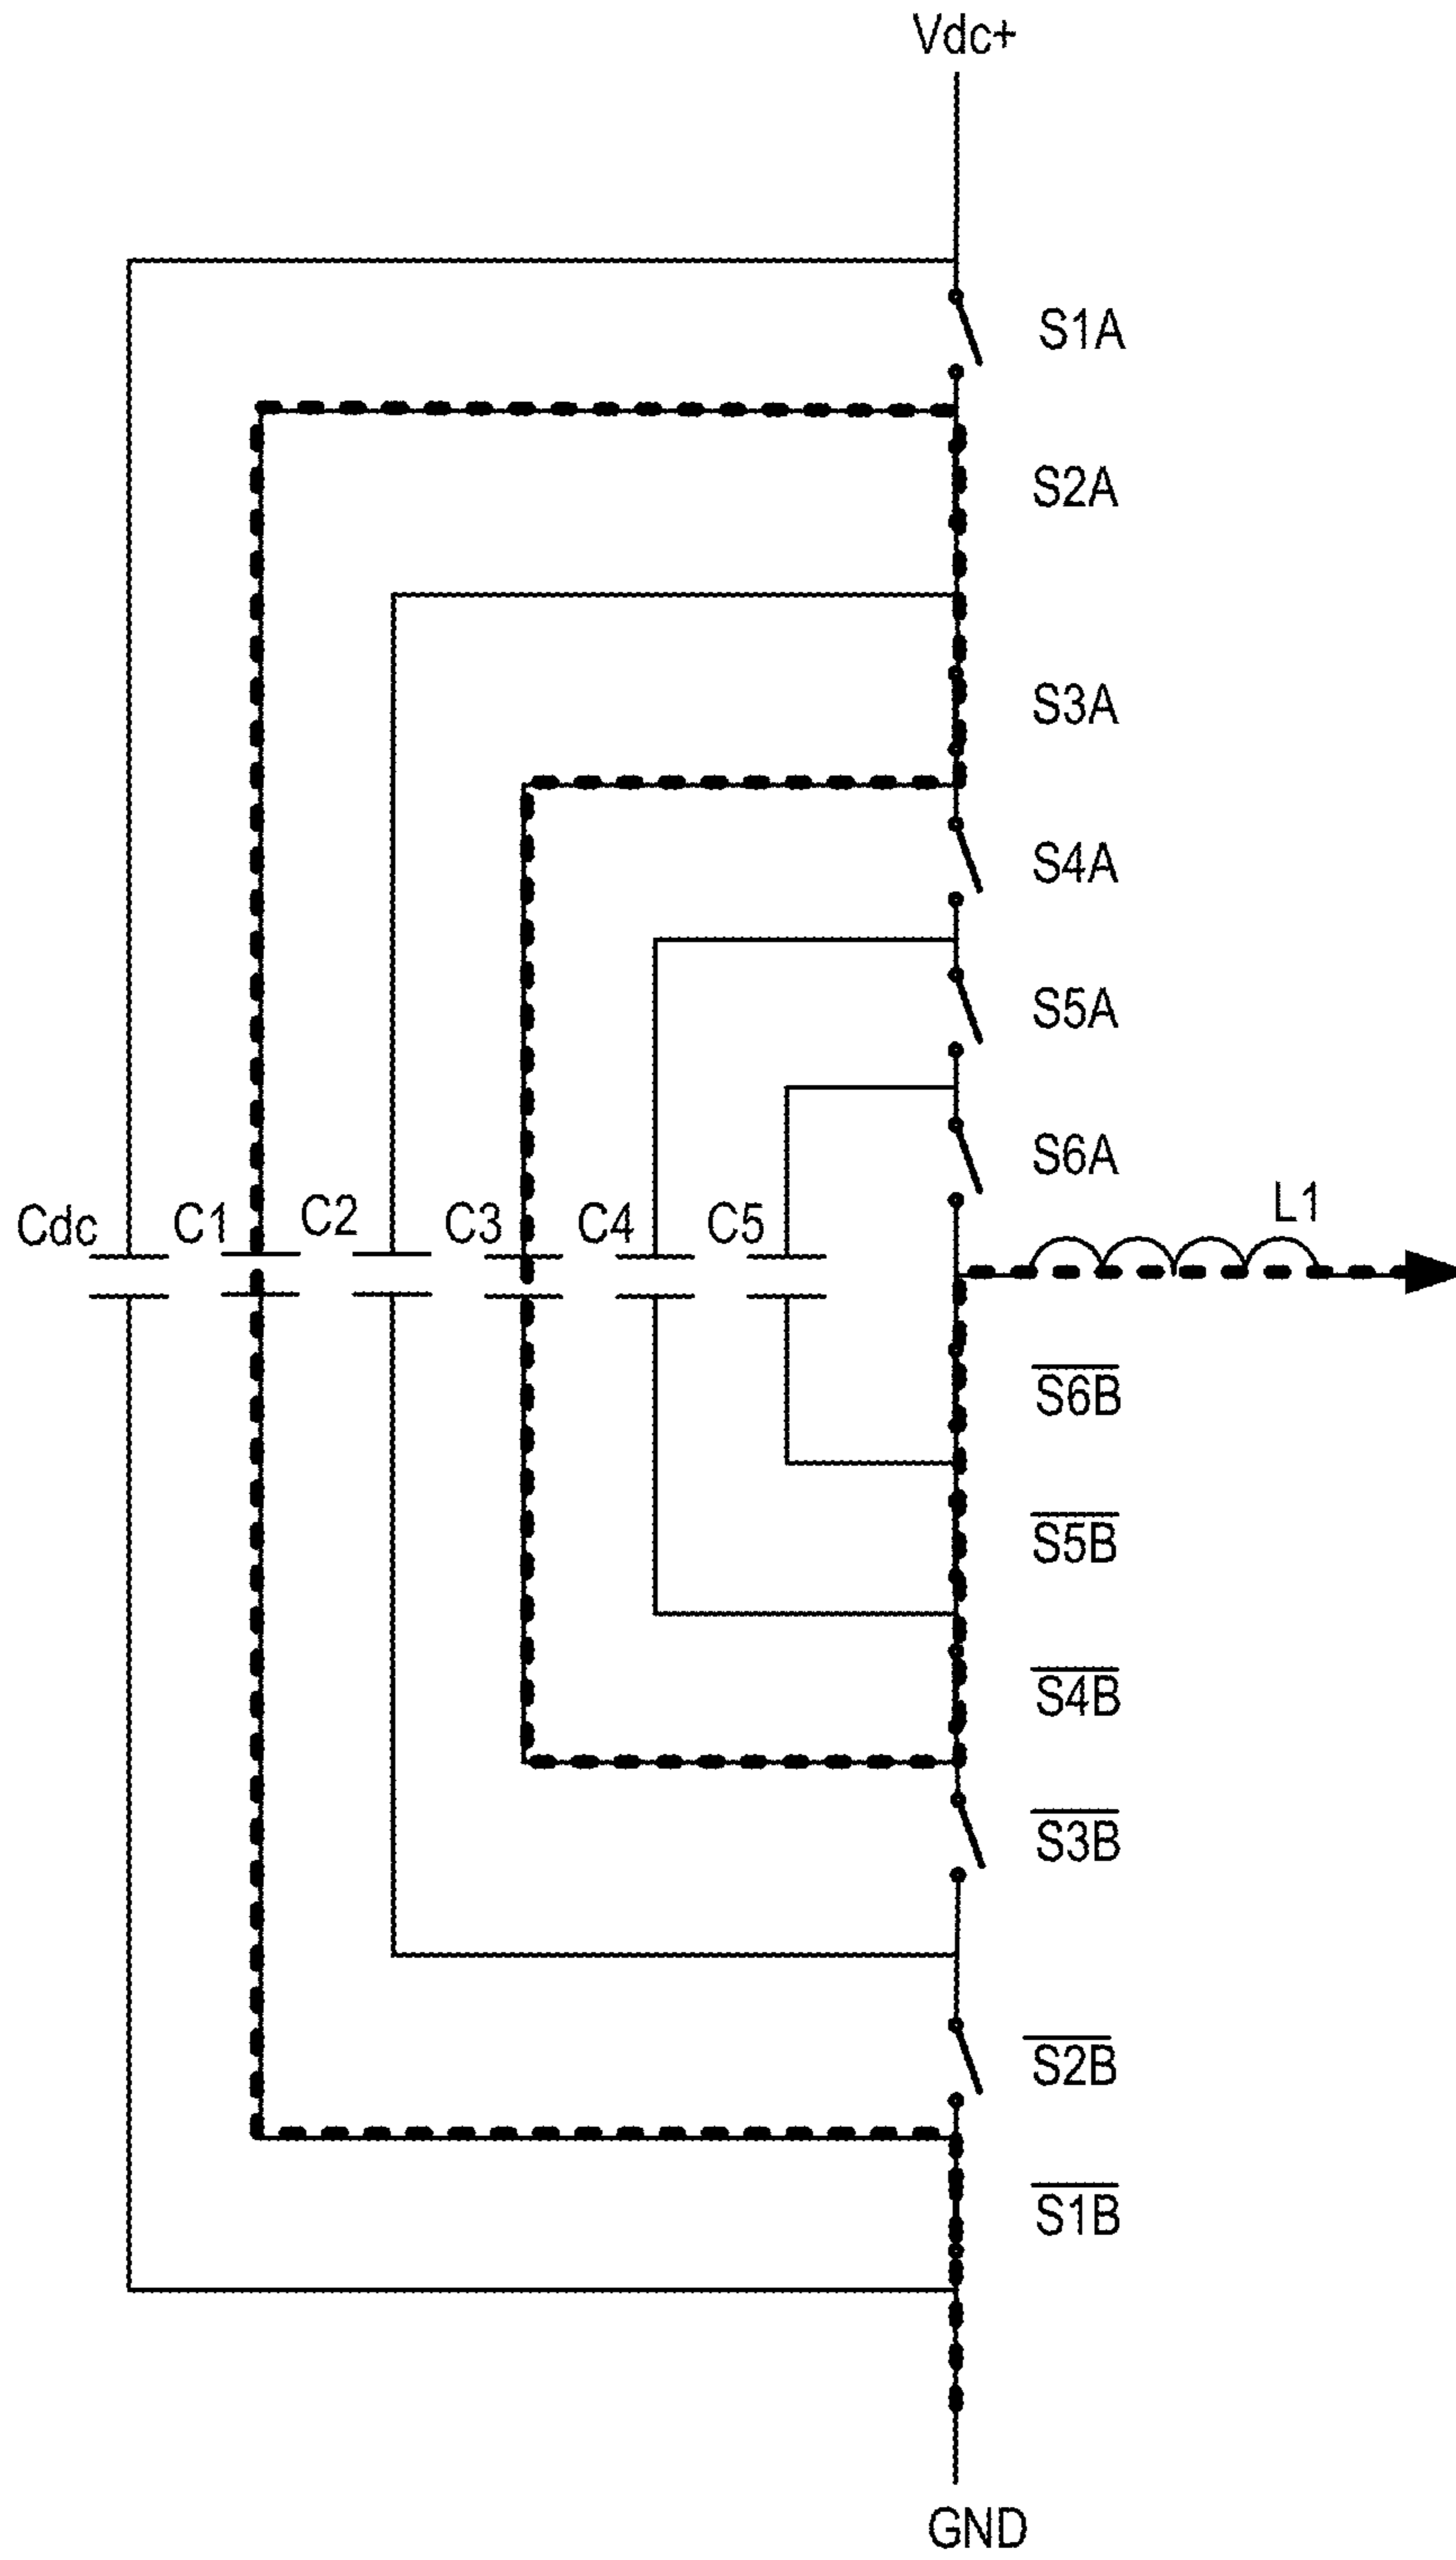 Vdc+
S1A
S2A
S3A
S4A
S5A
S6A
Cdc C1 C2 C3 C4 C5
L1
S6B
S5B
S4B
S3B
S2B
S1B
GND